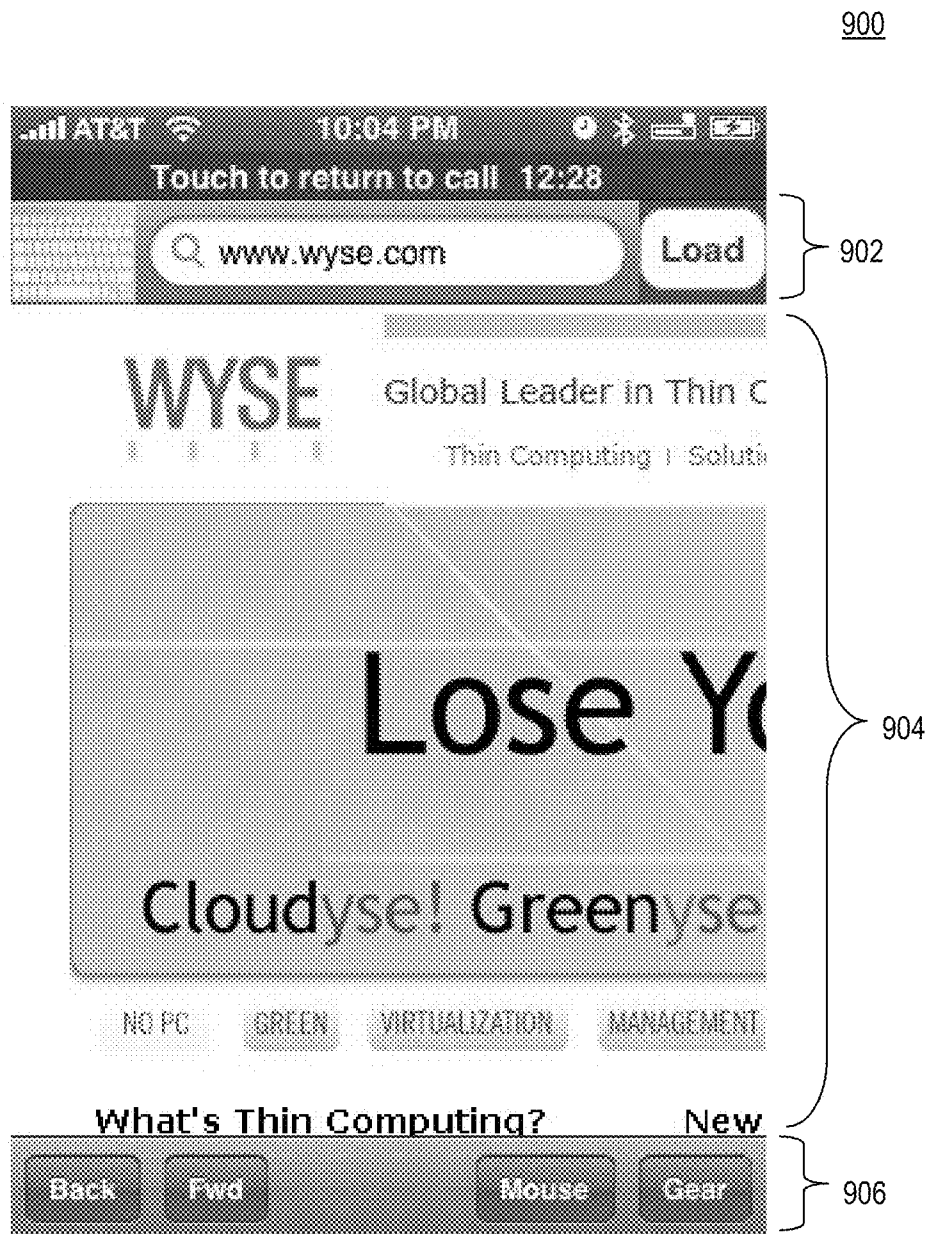 900
AT&T 10:04 PM
Touch to return to call 12:28
www.wyse.com Load
902
WYSE
Global Leader in Thin C
Thin Computing | Soluti
Lose Yo
904
Cloudyse! Greenyse
NO PC GREEN VIRTUALIZATION MANAGEMENT
What's Thin Computing? New
Back Fwd Mouse Gear
906